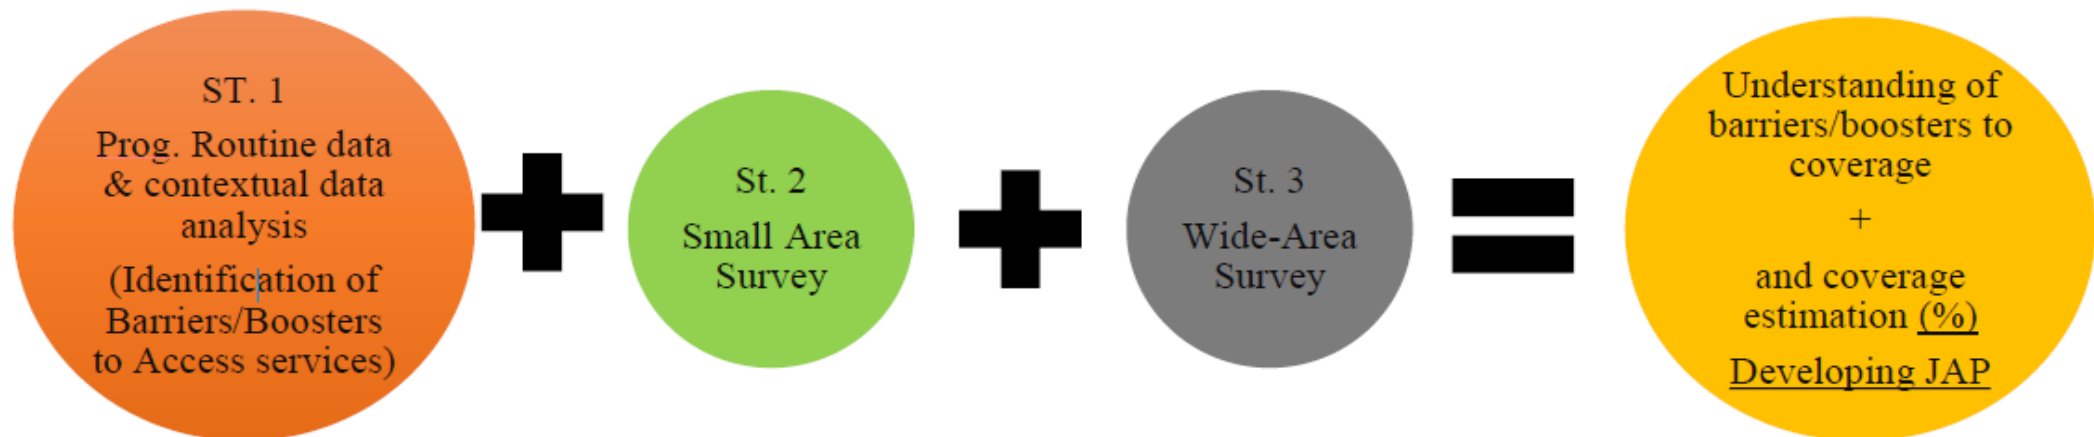 ST. 1
Prog. Routine data
& contextual data
analysis
(Identification of
Barriers/Boosters
to Access services)
St. 2
Small Area
Survey
St. 3
Wide-Area
Survey
Understanding of
barriers/boosters to
coverage
+
and coverage
estimation (%)
Developing JAP